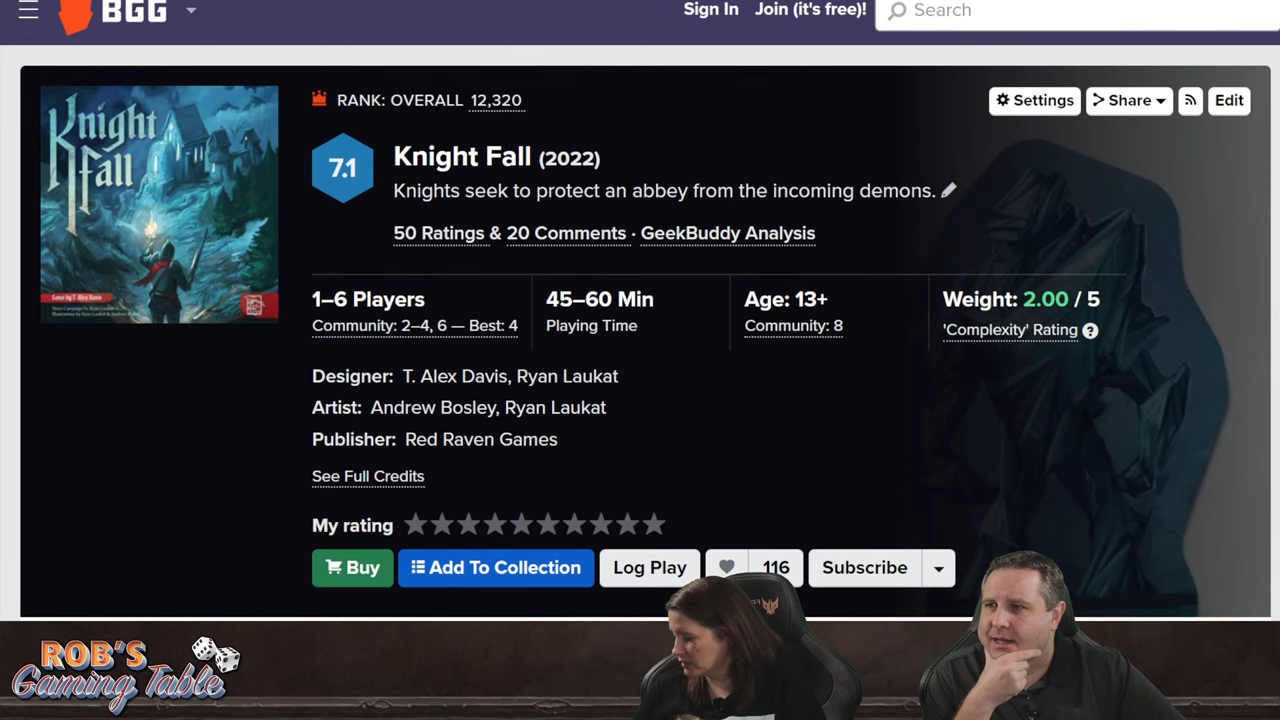 BGG
Sign In
Join (it's free!)
Search
Knight
Fall
RANK: OVERALL 12,320
Settings
Share
Edit
7.1
Knight Fall (2022)
Knights seek to protect an abbey from the incoming demons.
50 Ratings & 20 Comments · GeekBuddy Analysis
1–6 Players
Community: 2–4, 6 — Best: 4
45–60 Min
Playing Time
Age: 13+
Community: 8
Weight: 2.00 / 5
'Complexity' Rating ?
Designer: T. Alex Davis, Ryan Laukat
Artist: Andrew Bosley, Ryan Laukat
Publisher: Red Raven Games
See Full Credits
My rating
Buy
Add To Collection
Log Play
116
Subscribe
ROB'S
Gaming Table